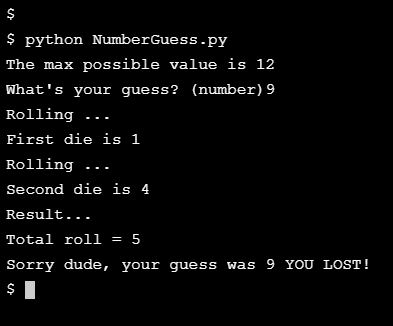 $
$ python NumberGuess.py
The max possible value is 12
What's your guess? (number)9
Rolling ...
First die is 1
Rolling ...
Second die is 4
Result...
Total roll = 5
Sorry dude, your guess was 9 YOU LOST!
$